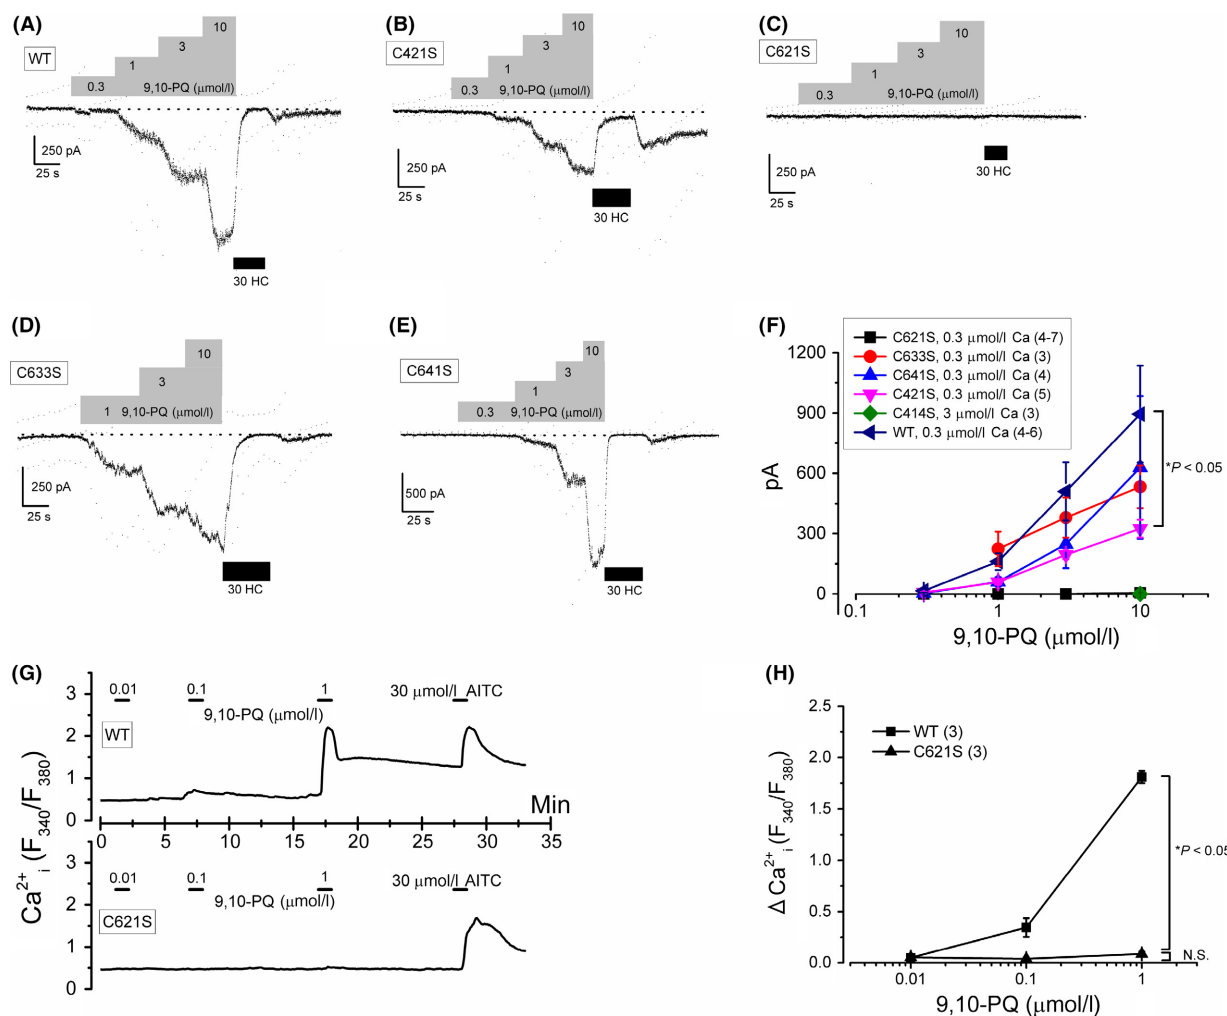 (A)
WT
10
3
1
0.3
9,10-PQ (μmol/l)
250 pA
25 s
30 HC
(B)
C421S
10
3
1
0.3
9,10-PQ (μmol/l)
250 pA
25 s
30 HC
(C)
C621S
10
3
1
0.3
9,10-PQ (μmol/l)
250 pA
25 s
30 HC
(D)
C633S
10
3
1
9,10-PQ (μmol/l)
250 pA
25 s
30 HC
(E)
C641S
10
3
1
0.3
9,10-PQ (μmol/l)
500 pA
25 s
30 HC
(F)
C621S, 0.3 μmol/l Ca (4-7)
C633S, 0.3 μmol/l Ca (3)
C641S, 0.3 μmol/l Ca (4)
C421S, 0.3 μmol/l Ca (5)
C414S, 3 μmol/l Ca (3)
WT, 0.3 μmol/l Ca (4-6)
1200
900
600
300
0
pA
*P < 0.05
0.1 1 10
9,10-PQ (μmol/l)
(G)
3
2
1
0
0.01 0.1 1 30 μmol/l AITC
9,10-PQ (μmol/l)
WT
Min
0 5 10 15 20 25 30 35
3
2
1
0
0.01 0.1 1 30 μmol/l AITC
9,10-PQ (μmol/l)
C621S
Ca2+i (F340/F380)
(H)
WT (3)
C621S (3)
2.5
2.0
1.5
1.0
0.5
0.0
Δ Ca2+i (F340/F380)
*P < 0.05
N.S.
0.01 0.1 1
9,10-PQ (μmol/l)